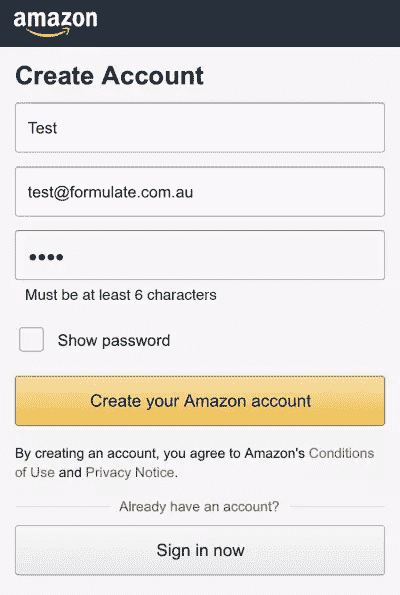 amazon
Create Account
Test
test@formulate.com.au
••••
Must be at least 6 characters
Show password
Create your Amazon account
By creating an account, you agree to Amazon's Conditions
of Use and Privacy Notice.
Already have an account?
Sign in now